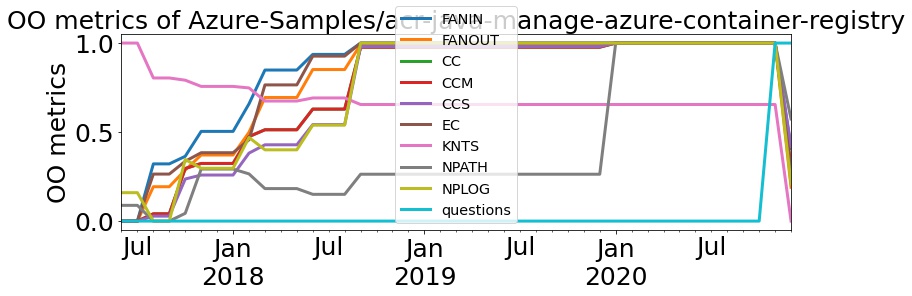 OO metrics of Azure-Samples/acr-java-manage-azure-container-registry
FANIN
FANOUT
CC
CCM
CCS
EC
KNTS
NPATH
NPLOG
questions
OO metrics
1.0
0.5
0.0
Jul
Jan
2018
Jul
Jan
2019
Jul
Jan
2020
Jul